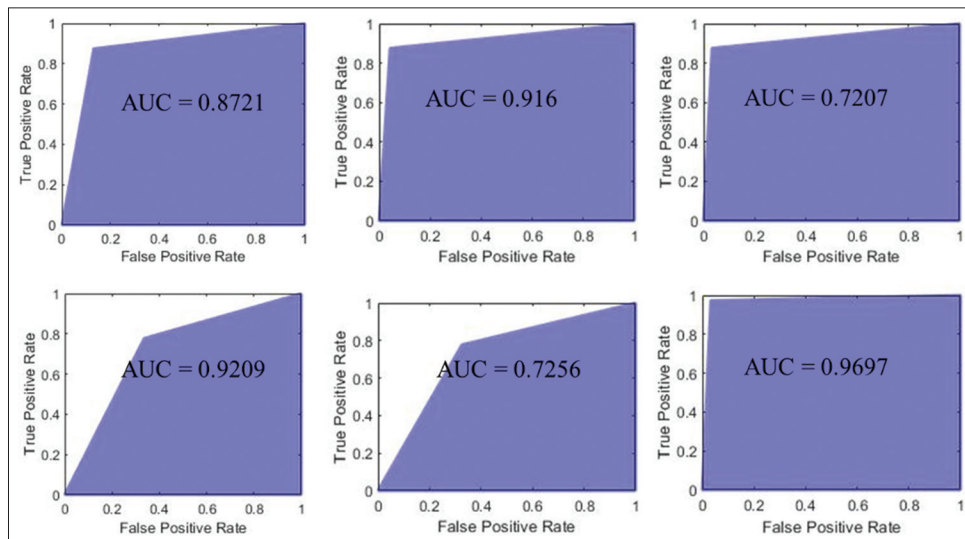 1
0.8
0.6
0.4
0.2
0
True Positive Rate
AUC = 0.8721
0 0.2 0.4 0.6 0.8 1
False Positive Rate
1
0.8
0.6
0.4
0.2
0
True Positive Rate
AUC = 0.916
0 0.2 0.4 0.6 0.8 1
False Positive Rate
1
0.8
0.6
0.4
0.2
0
True Positive Rate
AUC = 0.7207
0 0.2 0.4 0.6 0.8 1
False Positive Rate
1
0.8
0.6
0.4
0.2
0
True Positive Rate
AUC = 0.9209
0 0.2 0.4 0.6 0.8 1
False Positive Rate
1
0.8
0.6
0.4
0.2
0
True Positive Rate
AUC = 0.7256
0 0.2 0.4 0.6 0.8 1
False Positive Rate
1
0.8
0.6
0.4
0.2
0
True Positive Rate
AUC = 0.9697
0 0.2 0.4 0.6 0.8 1
False Positive Rate